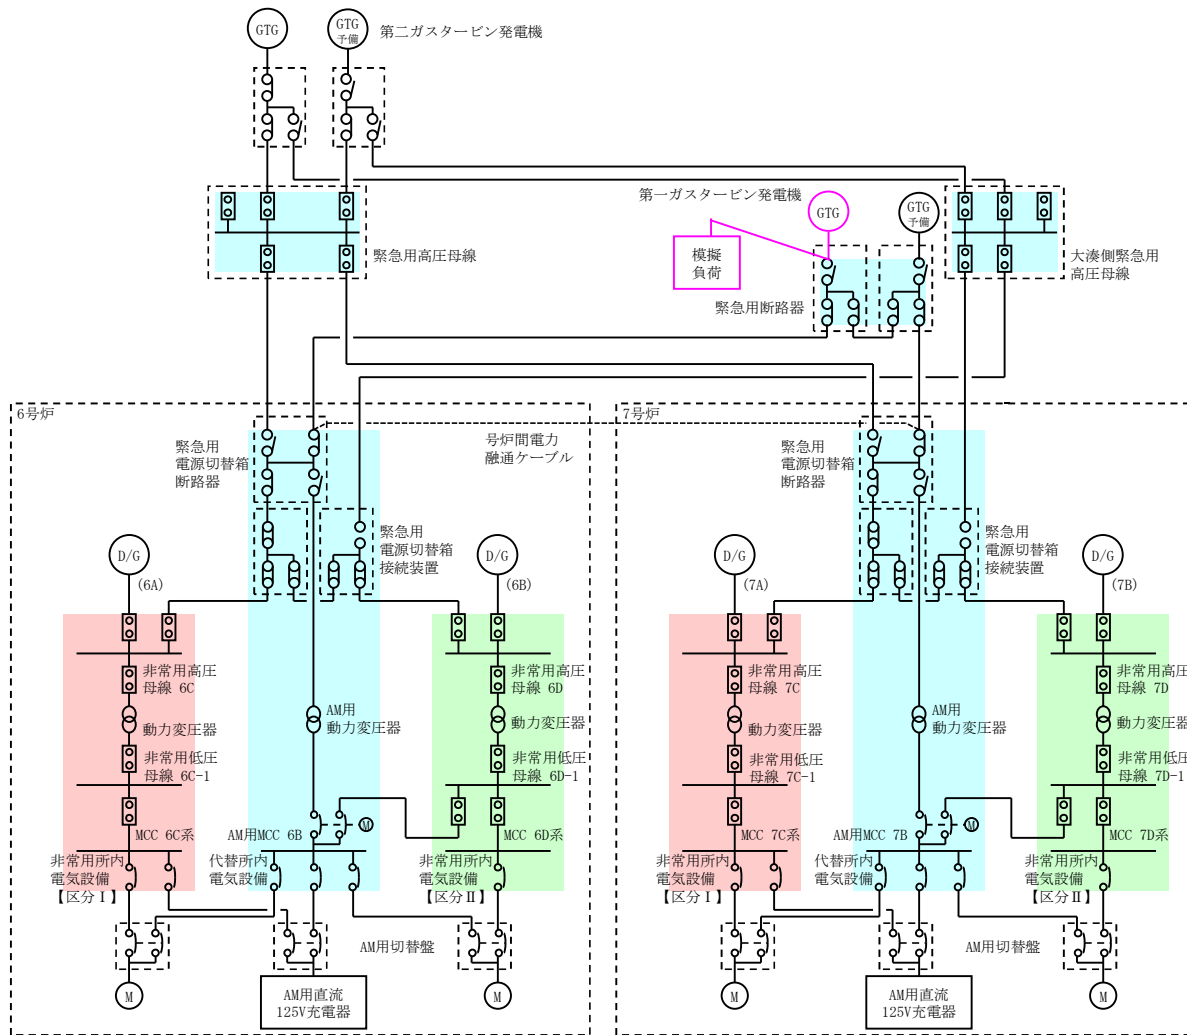 GTG
GTG
予備
第二ガスタービン発電機
第一ガスタービン発電機
GTG
GTG
予備
模擬
負荷
緊急用高圧母線
緊急用断路器
大湊側緊急用
高圧母線
6号炉
緊急用
電源切替箱
断路器
号炉間電力
融通ケーブル
緊急用
電源切替箱
接続装置
D/G
(6A)
D/G
(6B)
非常用高圧
母線 6C
動力変圧器
非常用低圧
母線 6C-1
MCC 6C系
非常用所内
電気設備
【区分Ⅰ】
AM用
動力変圧器
M
AM用MCC 6B
代替所内
電気設備
非常用高圧
母線 6D
動力変圧器
非常用低圧
母線 6D-1
MCC 6D系
非常用所内
電気設備
【区分Ⅱ】
AM用切替盤
M
AM用直流
125V充電器
M
7号炉
緊急用
電源切替箱
断路器
緊急用
電源切替箱
接続装置
D/G
(7A)
D/G
(7B)
非常用高圧
母線 7C
動力変圧器
非常用低圧
母線 7C-1
MCC 7C系
非常用所内
電気設備
【区分Ⅰ】
AM用
動力変圧器
M
AM用MCC 7B
代替所内
電気設備
非常用高圧
母線 7D
動力変圧器
非常用低圧
母線 7D-1
MCC 7D系
非常用所内
電気設備
【区分Ⅱ】
AM用切替盤
M
AM用直流
125V充電器
M